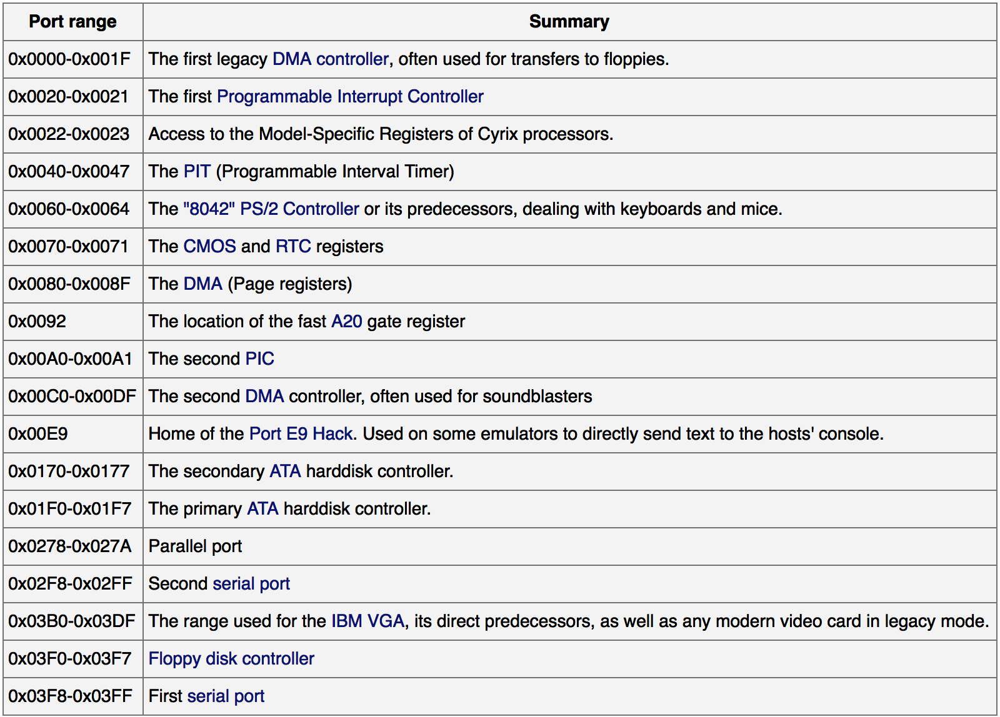 Port range Summary
0x0000-0x001F The first legacy DMA controller, often used for transfers to floppies.
0x0020-0x0021 The first Programmable Interrupt Controller
0x0022-0x0023 Access to the Model-Specific Registers of Cyrix processors.
0x0040-0x0047 The PIT (Programmable Interval Timer)
0x0060-0x0064 The "8042" PS/2 Controller or its predecessors, dealing with keyboards and mice.
0x0070-0x0071 The CMOS and RTC registers
0x0080-0x008F The DMA (Page registers)
0x0092 The location of the fast A20 gate register
0x00A0-0x00A1 The second PIC
0x00C0-0x00DF The second DMA controller, often used for soundblasters
0x00E9 Home of the Port E9 Hack. Used on some emulators to directly send text to the hosts' console.
0x0170-0x0177 The secondary ATA harddisk controller.
0x01F0-0x01F7 The primary ATA harddisk controller.
0x0278-0x027A Parallel port
0x02F8-0x02FF Second serial port
0x03B0-0x03DF The range used for the IBM VGA, its direct predecessors, as well as any modern video card in legacy mode.
0x03F0-0x03F7 Floppy disk controller
0x03F8-0x03FF First serial port